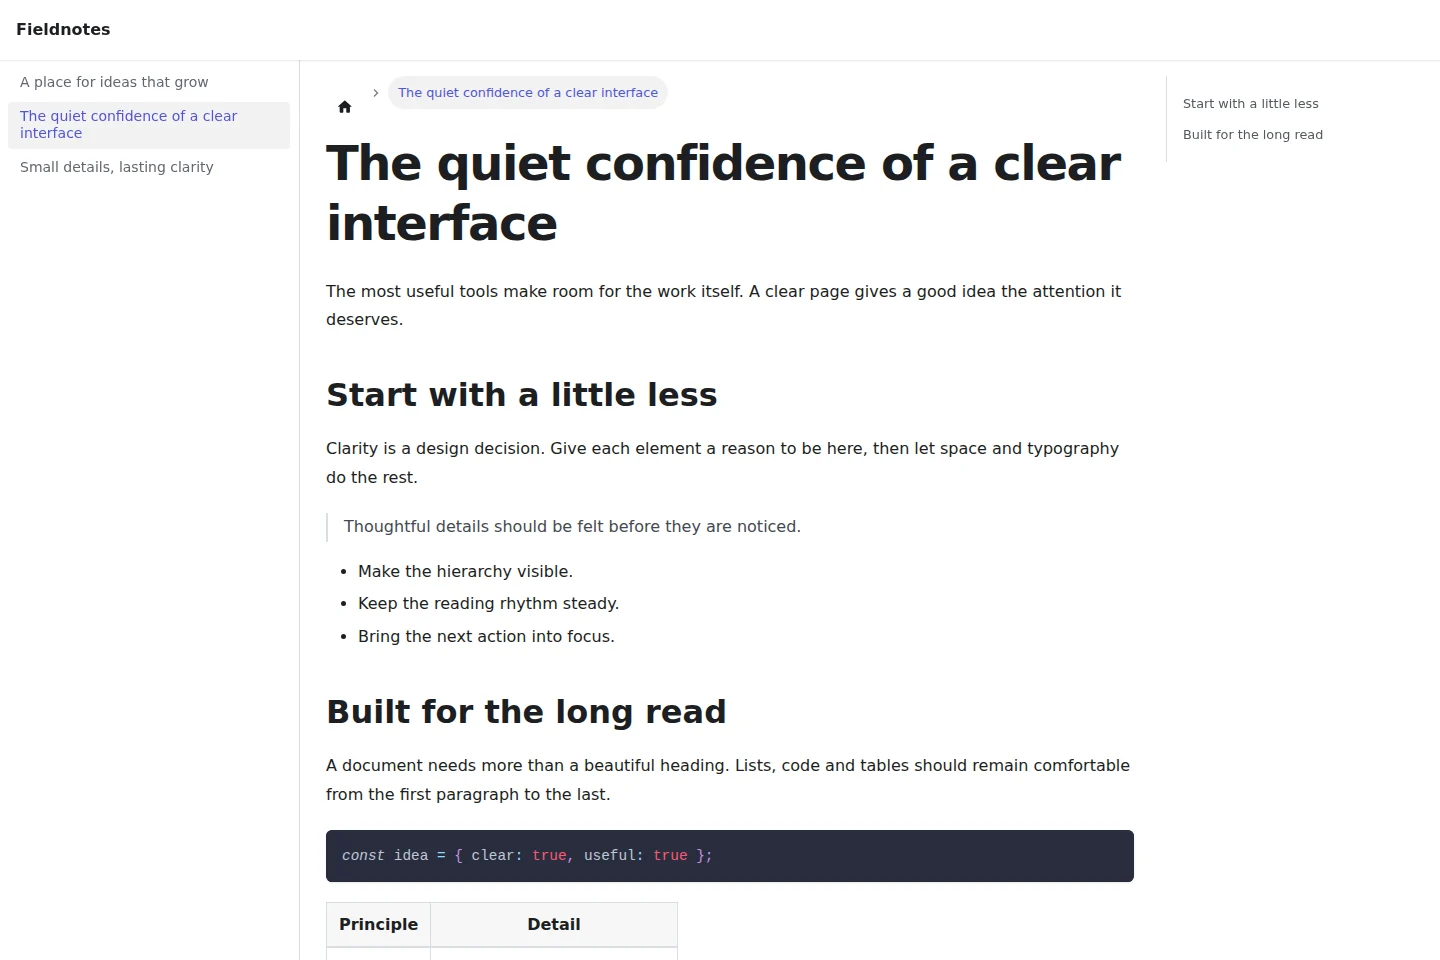 Fieldnotes
A place for ideas that grow
The quiet confidence of a clear
interface
Small details, lasting clarity
The quiet confidence of a clear interface
The quiet confidence of a clear
interface
The most useful tools make room for the work itself. A clear page gives a good idea the attention it
deserves.
Start with a little less
Clarity is a design decision. Give each element a reason to be here, then let space and typography
do the rest.
Thoughtful details should be felt before they are noticed.
Make the hierarchy visible.
Keep the reading rhythm steady.
Bring the next action into focus.
Built for the long read
A document needs more than a beautiful heading. Lists, code and tables should remain comfortable
from the first paragraph to the last.
const idea = { clear: true, useful: true };
Principle Detail
Start with a little less
Built for the long read